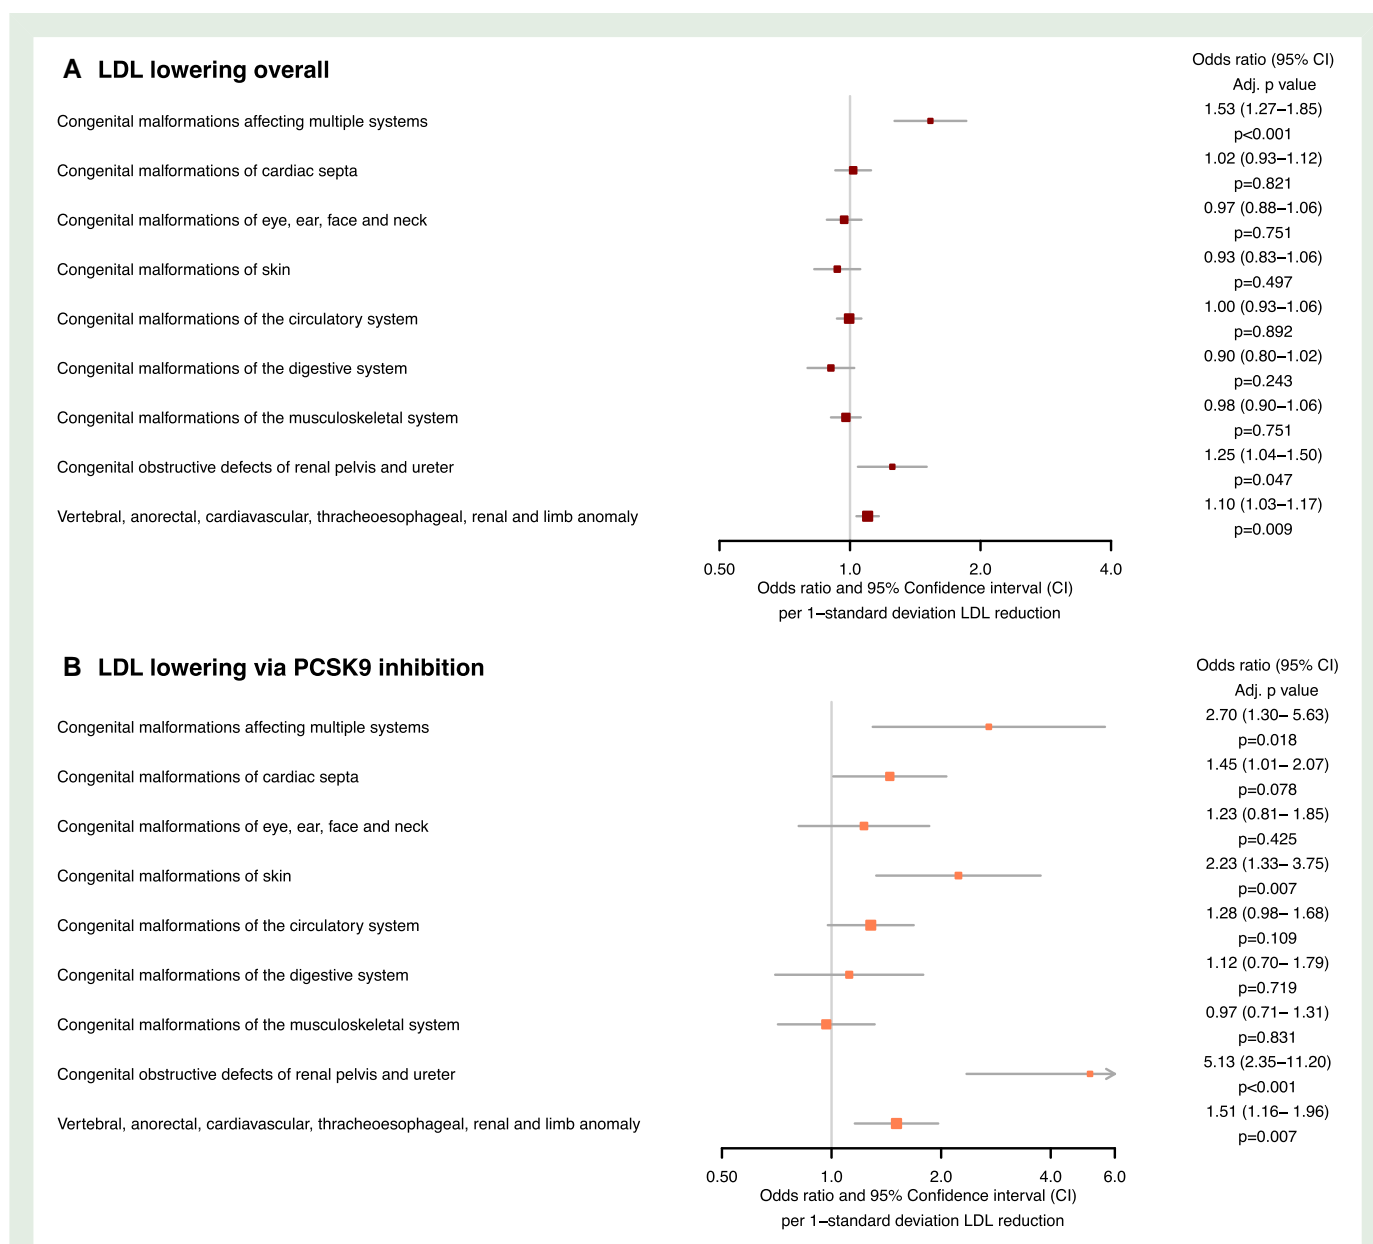 A LDL lowering overall
Odds ratio (95% CI)
Adj. p value
Congenital malformations affecting multiple systems
1.53 (1.27–1.85)
p<0.001
Congenital malformations of cardiac septa
1.02 (0.93–1.12)
p=0.821
Congenital malformations of eye, ear, face and neck
0.97 (0.88–1.06)
p=0.751
Congenital malformations of skin
0.93 (0.83–1.06)
p=0.497
Congenital malformations of the circulatory system
1.00 (0.93–1.06)
p=0.892
Congenital malformations of the digestive system
0.90 (0.80–1.02)
p=0.243
Congenital malformations of the musculoskeletal system
0.98 (0.90–1.06)
p=0.751
Congenital obstructive defects of renal pelvis and ureter
1.25 (1.04–1.50)
p=0.047
Vertebral, anorectal, cardiavascular, thracheoesophageal, renal and limb anomaly
1.10 (1.03–1.17)
p=0.009
0.50 1.0 2.0 4.0
Odds ratio and 95% Confidence interval (CI)
per 1–standard deviation LDL reduction
B LDL lowering via PCSK9 inhibition
Odds ratio (95% CI)
Adj. p value
Congenital malformations affecting multiple systems
2.70 (1.30– 5.63)
p=0.018
Congenital malformations of cardiac septa
1.45 (1.01– 2.07)
p=0.078
Congenital malformations of eye, ear, face and neck
1.23 (0.81– 1.85)
p=0.425
Congenital malformations of skin
2.23 (1.33– 3.75)
p=0.007
Congenital malformations of the circulatory system
1.28 (0.98– 1.68)
p=0.109
Congenital malformations of the digestive system
1.12 (0.70– 1.79)
p=0.719
Congenital malformations of the musculoskeletal system
0.97 (0.71– 1.31)
p=0.831
Congenital obstructive defects of renal pelvis and ureter
5.13 (2.35–11.20)
p<0.001
Vertebral, anorectal, cardiavascular, thracheoesophageal, renal and limb anomaly
1.51 (1.16– 1.96)
p=0.007
0.50 1.0 2.0 4.0 6.0
Odds ratio and 95% Confidence interval (CI)
per 1–standard deviation LDL reduction